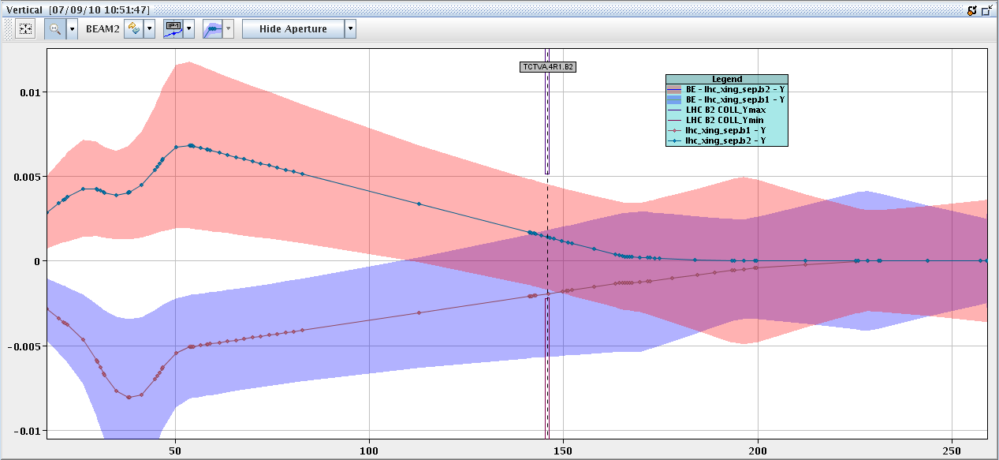 Vertical [07/09/10 10:51:47]
BEAM2
IP1
Hide Aperture
TCTVA.4R1.B2
Legend
BE - lhc_xing_sep.b2 - Y
BE - lhc_xing_sep.b1 - Y
LHC B2 COLL_Ymax
LHC B2 COLL_Ymin
lhc_xing_sep.b1 - Y
lhc_xing_sep.b2 - Y
0.01
0.005
0
-0.005
-0.01
50
100
150
200
250